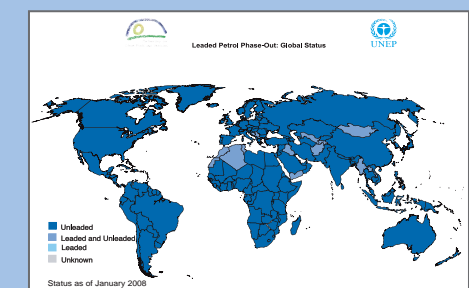 Leaded Petrol Phase-Out: Global Status
UNEP
Unleaded
Leaded and Unleaded
Leaded
Unknown
Status as of January 2008